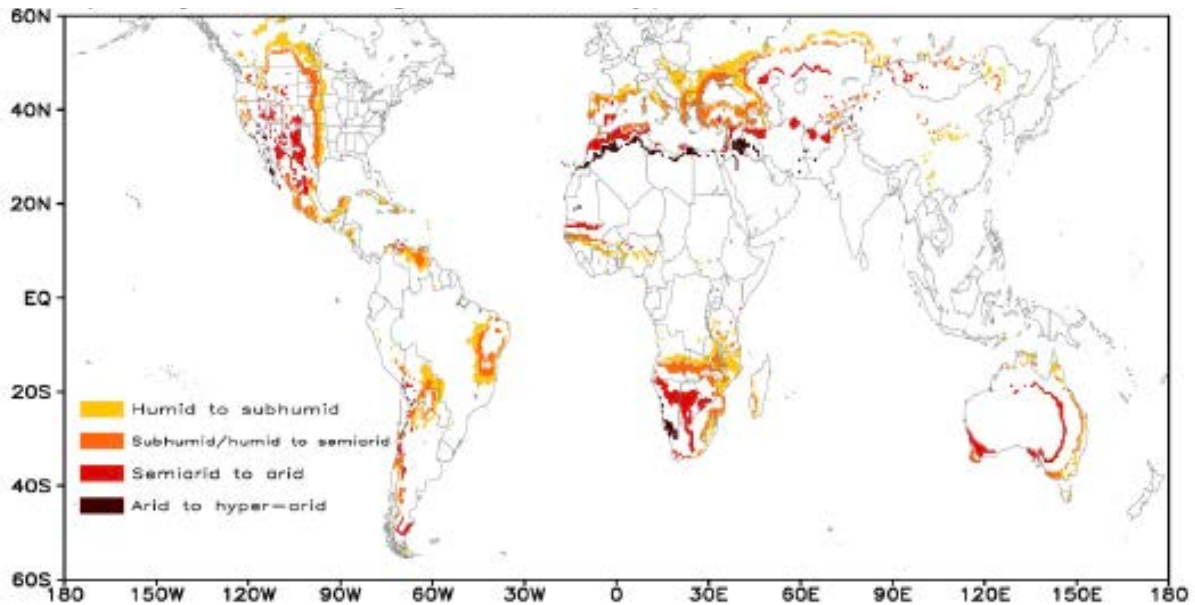 60N
40N
20N
EQ
20S
40S
60S
Humid to subhumid
Subhumid/humid to semiarid
Semiarid to arid
Arid to hyper-arid
180 150W 120W 90W 60W 30W 0 30E 60E 90E 120E 150E 180